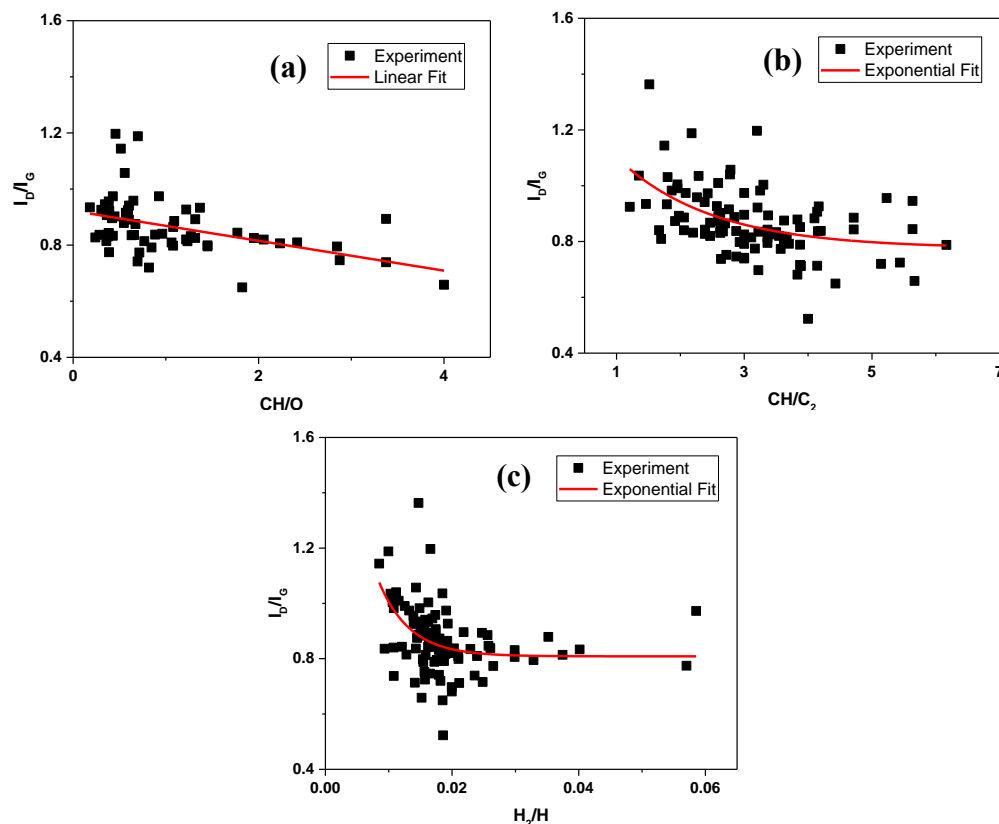 1.6
1.2
0.8
0.4
0
2
4
I_D/I_G
CH/O
(a)
Experiment
Linear Fit
1.6
1.2
0.8
0.4
1
3
5
7
I_D/I_G
CH/C₂
(b)
Experiment
Exponential Fit
1.6
1.2
0.8
0.4
0.00
0.02
0.04
0.06
I_D/I_G
H₂/H
(c)
Experiment
Exponential Fit